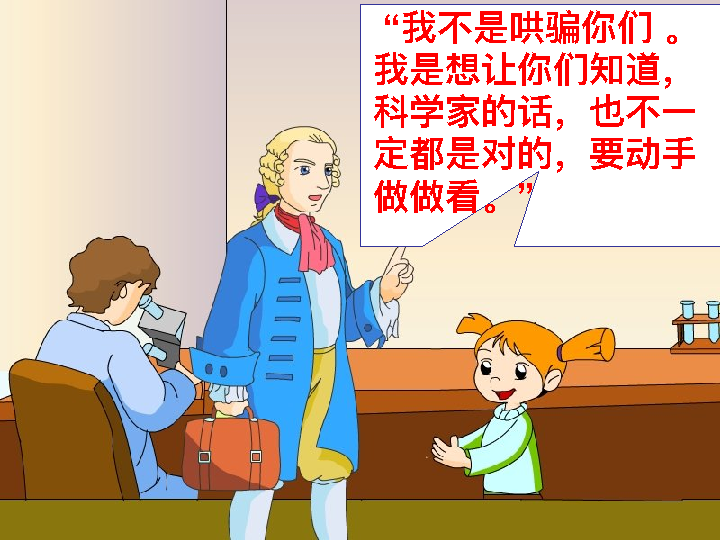 “我不是哄骗你们 。
我是想让你们知道，
科学家的话，也不一
定都是对的，要动手
做做看。”